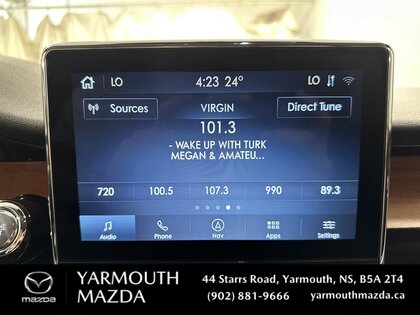 LO 4:23 24° LO
Sources VIRGIN Direct Tune
101.3
- WAKE UP WITH TURK
MEGAN & AMATEU...
720 100.5 107.3 990 89.3
Audio Phone Nav Apps Settings
mazda
YARMOUTH
MAZDA
44 Starrs Road, Yarmouth, NS, B5A 2T4
(902) 881-9666 yarmouthmazda.ca